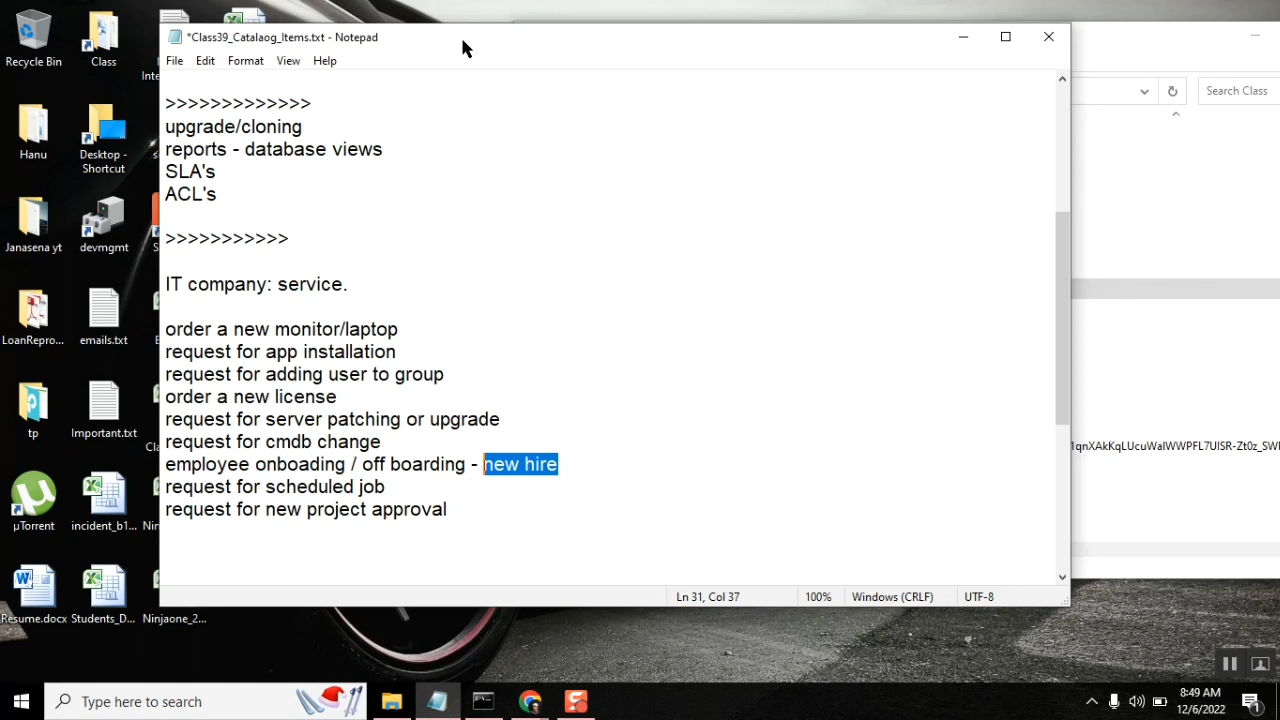 *Class39_Catalaog_Items.txt - Notepad
File Edit Format View Help
>>>>>>>>>>>>>
upgrade/cloning
reports - database views
SLA's
ACL's
>>>>>>>>>>>
IT company: service.
order a new monitor/laptop
request for app installation
request for adding user to group
order a new license
request for server patching or upgrade
request for cmdb change
employee onboading / off boarding - new hire
request for scheduled job
request for new project approval
Ln 31, Col 37 100% Windows (CRLF) UTF-8
Recycle Bin
Class
Hanu
Desktop -
Shortcut
Janasena yt
devmgmt
LoanRepro...
emails.txt
tp
Important.txt
µTorrent
incident_b1...
Resume.docx
Students_D...
Ninjaone_2...
Search Class
Type here to search
8:49 AM
12/6/2022
1